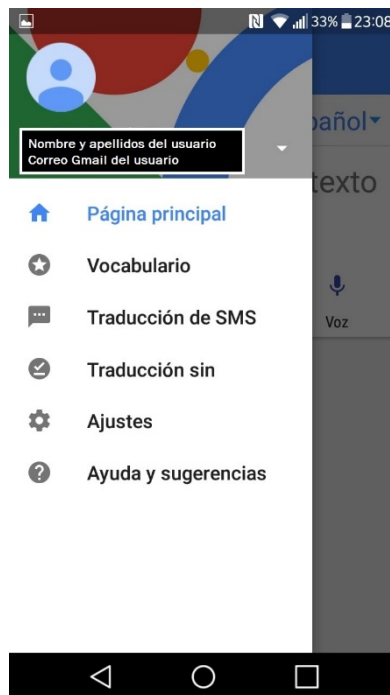 33% 23:08
Nombre y apellidos del usuario
Correo Gmail del usuario
añol
texto
Página principal
Vocabulario
Traducción de SMS
Voz
Traducción sin
Ajustes
Ayuda y sugerencias